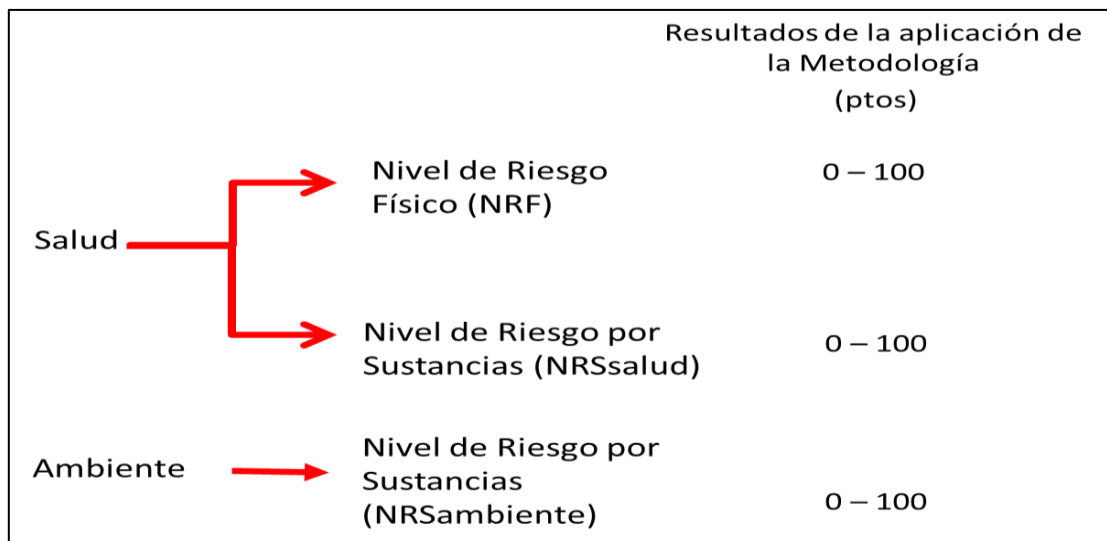 Resultados de la aplicación de
la Metodología
(ptos)
Nivel de Riesgo
Físico (NRF)
0 – 100
Salud
Nivel de Riesgo por
Sustancias (NRSsalud)
0 – 100
Ambiente
Nivel de Riesgo por
Sustancias
(NRSambiente)
0 – 100